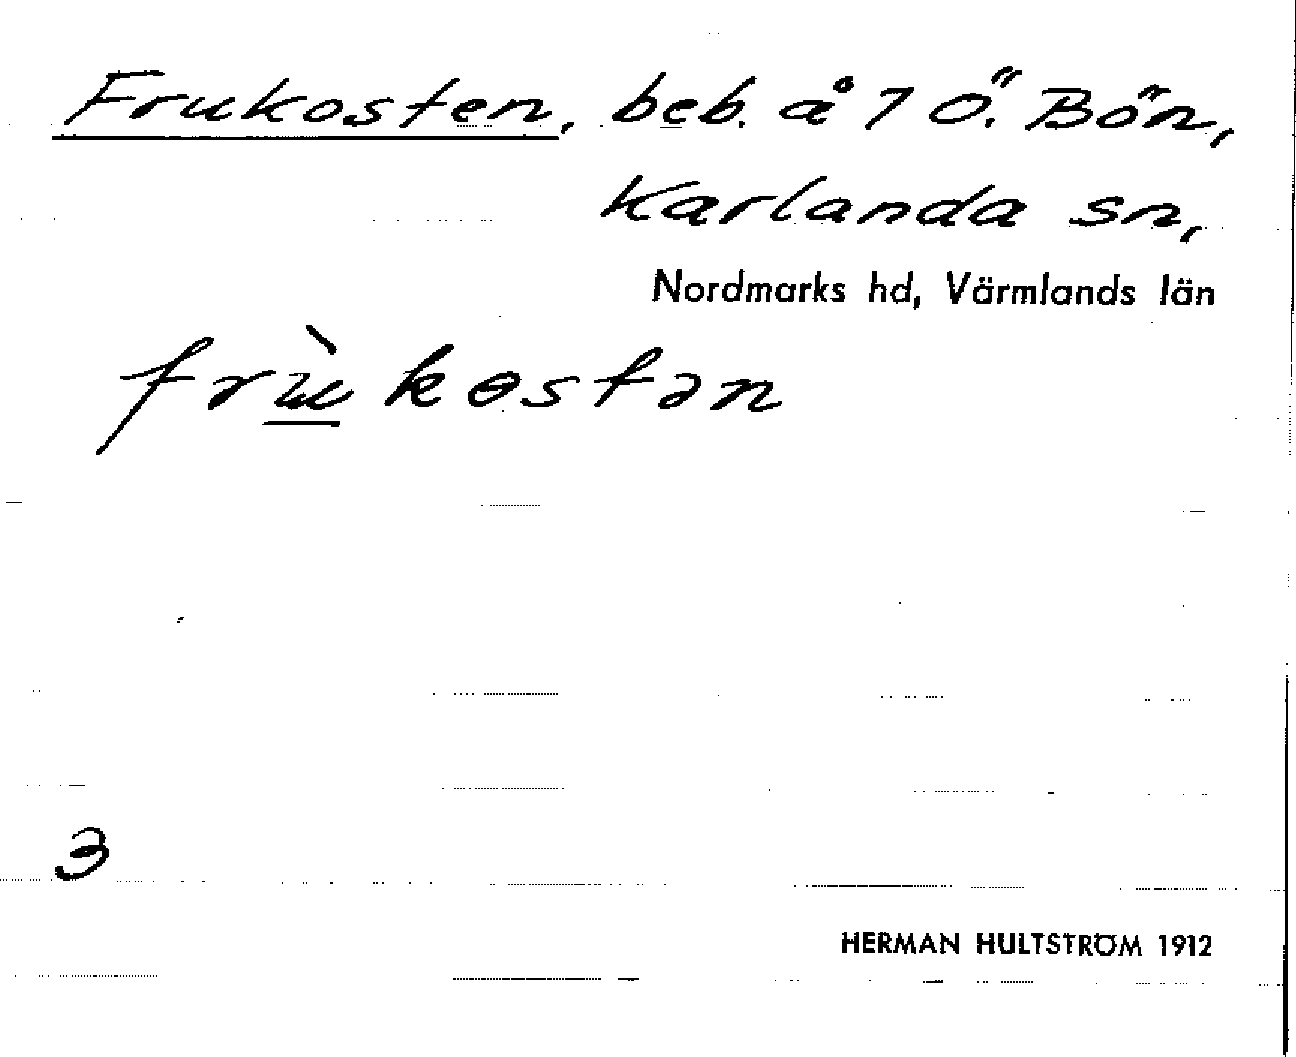 Frukosten, beb. å 7 Ö. Bön,
Karlanda sn,
Nordmarks hd, Värmlands län
frùkostən
3
HERMAN HULTSTRÖM 1912